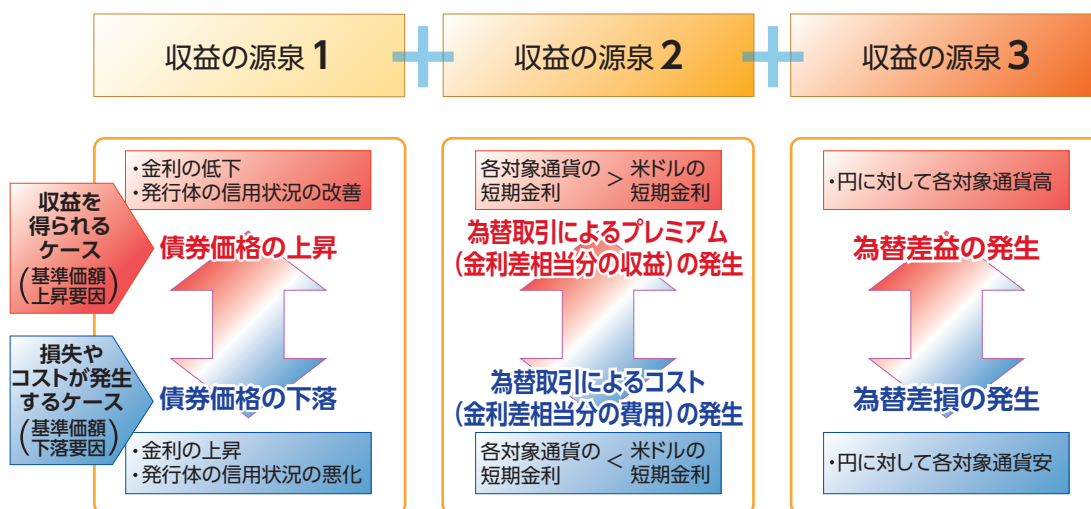 収益の源泉1
+
収益の源泉2
+
収益の源泉3
収益を
得られる
ケース
(基準価額
上昇要因)
・金利の低下
・発行体の信用状況の改善
債券価格の上昇
各対象通貨の
短期金利
>
米ドルの
短期金利
為替取引によるプレミアム
(金利差相当分の収益)の発生
・円に対して各対象通貨高
為替差益の発生
損失や
コストが発生
するケース
(基準価額
下落要因)
債券価格の下落
・金利の上昇
・発行体の信用状況の悪化
為替取引によるコスト
(金利差相当分の費用)の発生
各対象通貨の
短期金利
<
米ドルの
短期金利
為替差損の発生
・円に対して各対象通貨安